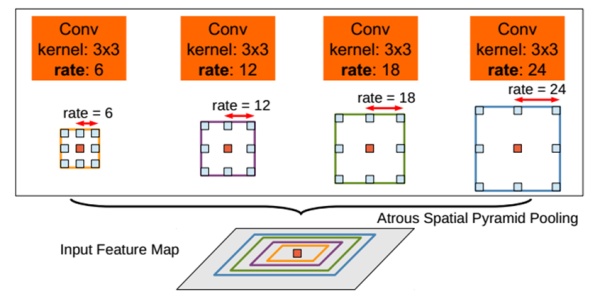 Conv
kernel: 3x3
rate: 6
Conv
kernel: 3x3
rate: 12
Conv
kernel: 3x3
rate: 18
Conv
kernel: 3x3
rate: 24
rate = 6
rate = 12
rate = 18
rate = 24
Atrous Spatial Pyramid Pooling
Input Feature Map